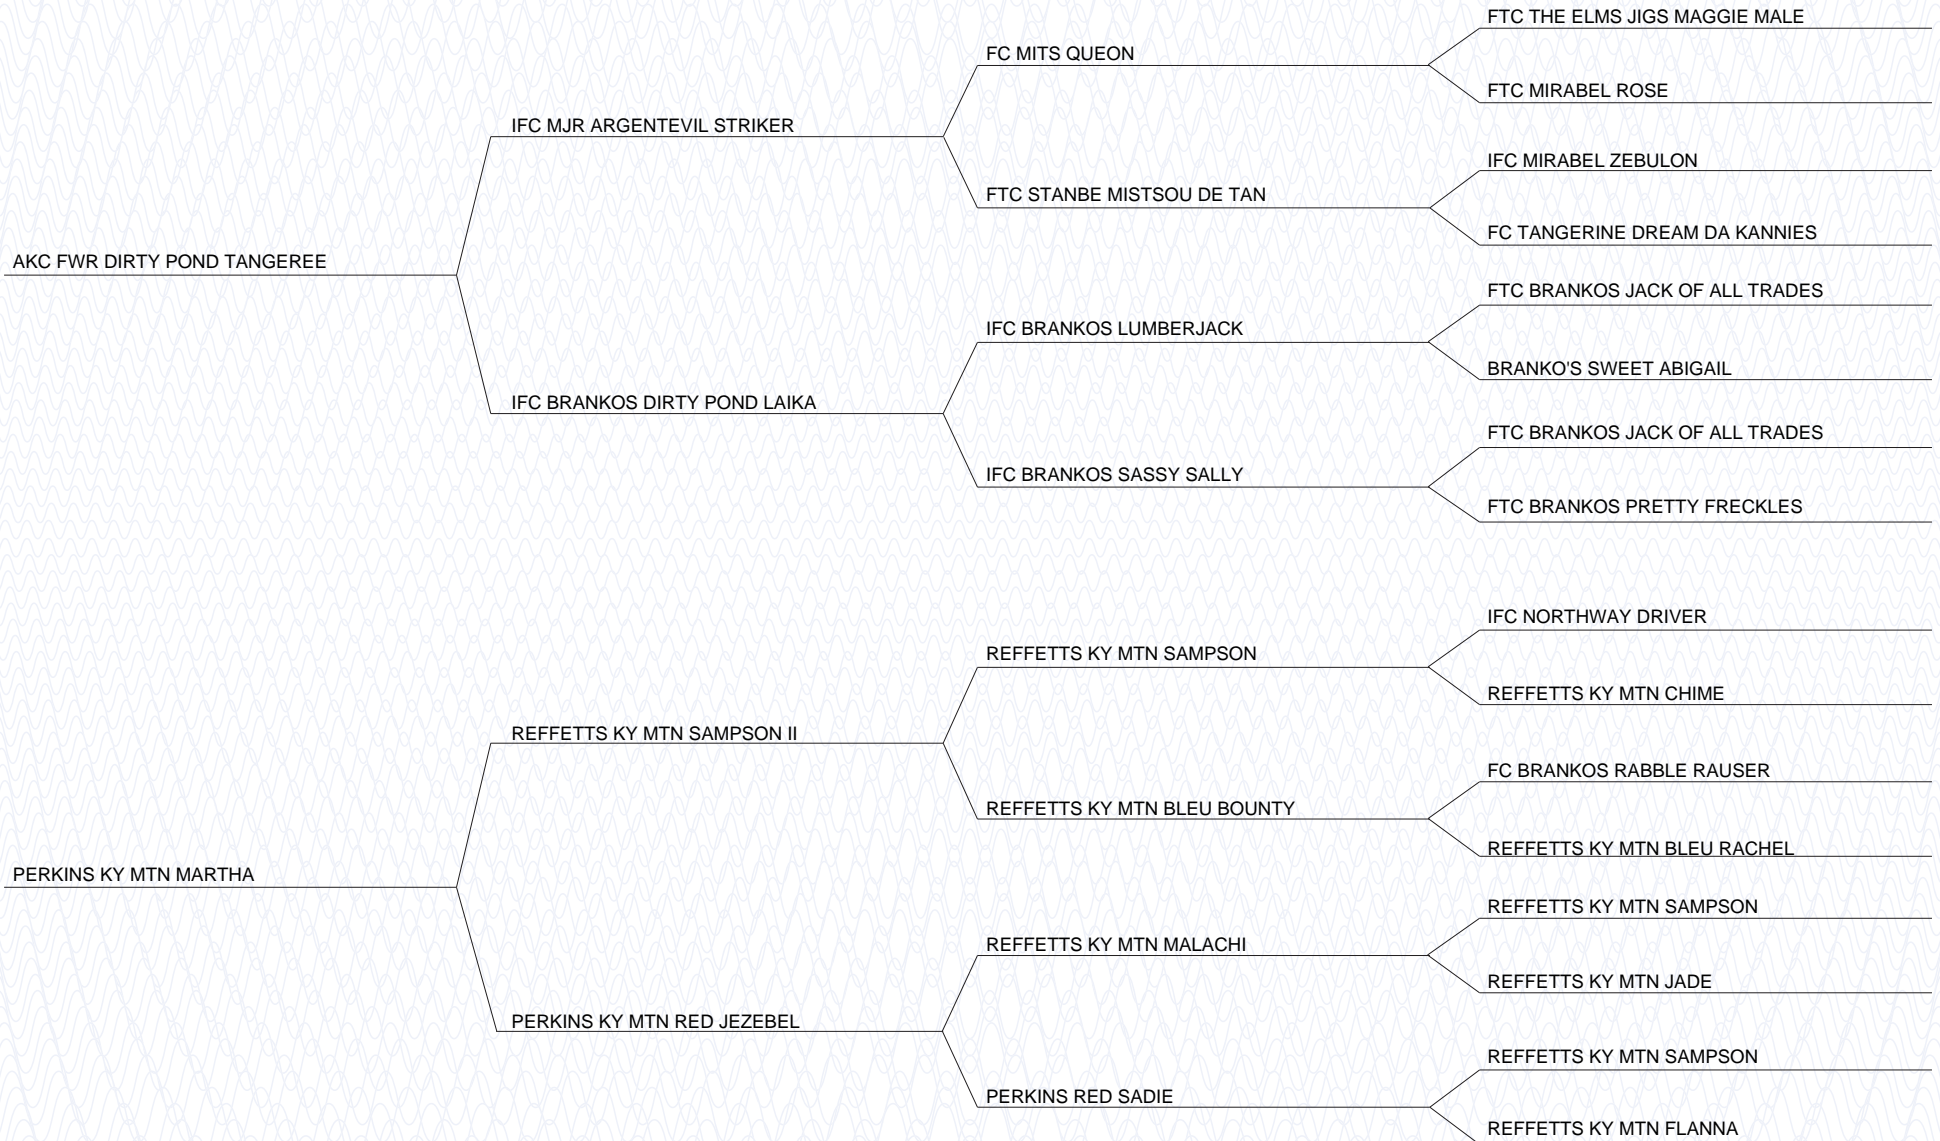 FTC THE ELMS JIGS MAGGIE MALE
FC MITS QUEON
FTC MIRABEL ROSE
IFC MJR ARGENTEVIL STRIKER
IFC MIRABEL ZEBULON
FTC STANBE MISTSOU DE TAN
FC TANGERINE DREAM DA KANNIES
AKC FWR DIRTY POND TANGEREE
FTC BRANKOS JACK OF ALL TRADES
IFC BRANKOS LUMBERJACK
BRANKO'S SWEET ABIGAIL
IFC BRANKOS DIRTY POND LAIKA
FTC BRANKOS JACK OF ALL TRADES
IFC BRANKOS SASSY SALLY
FTC BRANKOS PRETTY FRECKLES
IFC NORTHWAY DRIVER
REFFETTS KY MTN SAMPSON
REFFETTS KY MTN CHIME
REFFETTS KY MTN SAMPSON II
FC BRANKOS RABBLE RAUSER
REFFETTS KY MTN BLEU BOUNTY
REFFETTS KY MTN BLEU RACHEL
PERKINS KY MTN MARTHA
REFFETTS KY MTN SAMPSON
REFFETTS KY MTN MALACHI
REFFETTS KY MTN JADE
PERKINS KY MTN RED JEZEBEL
REFFETTS KY MTN SAMPSON
PERKINS RED SADIE
REFFETTS KY MTN FLANNA